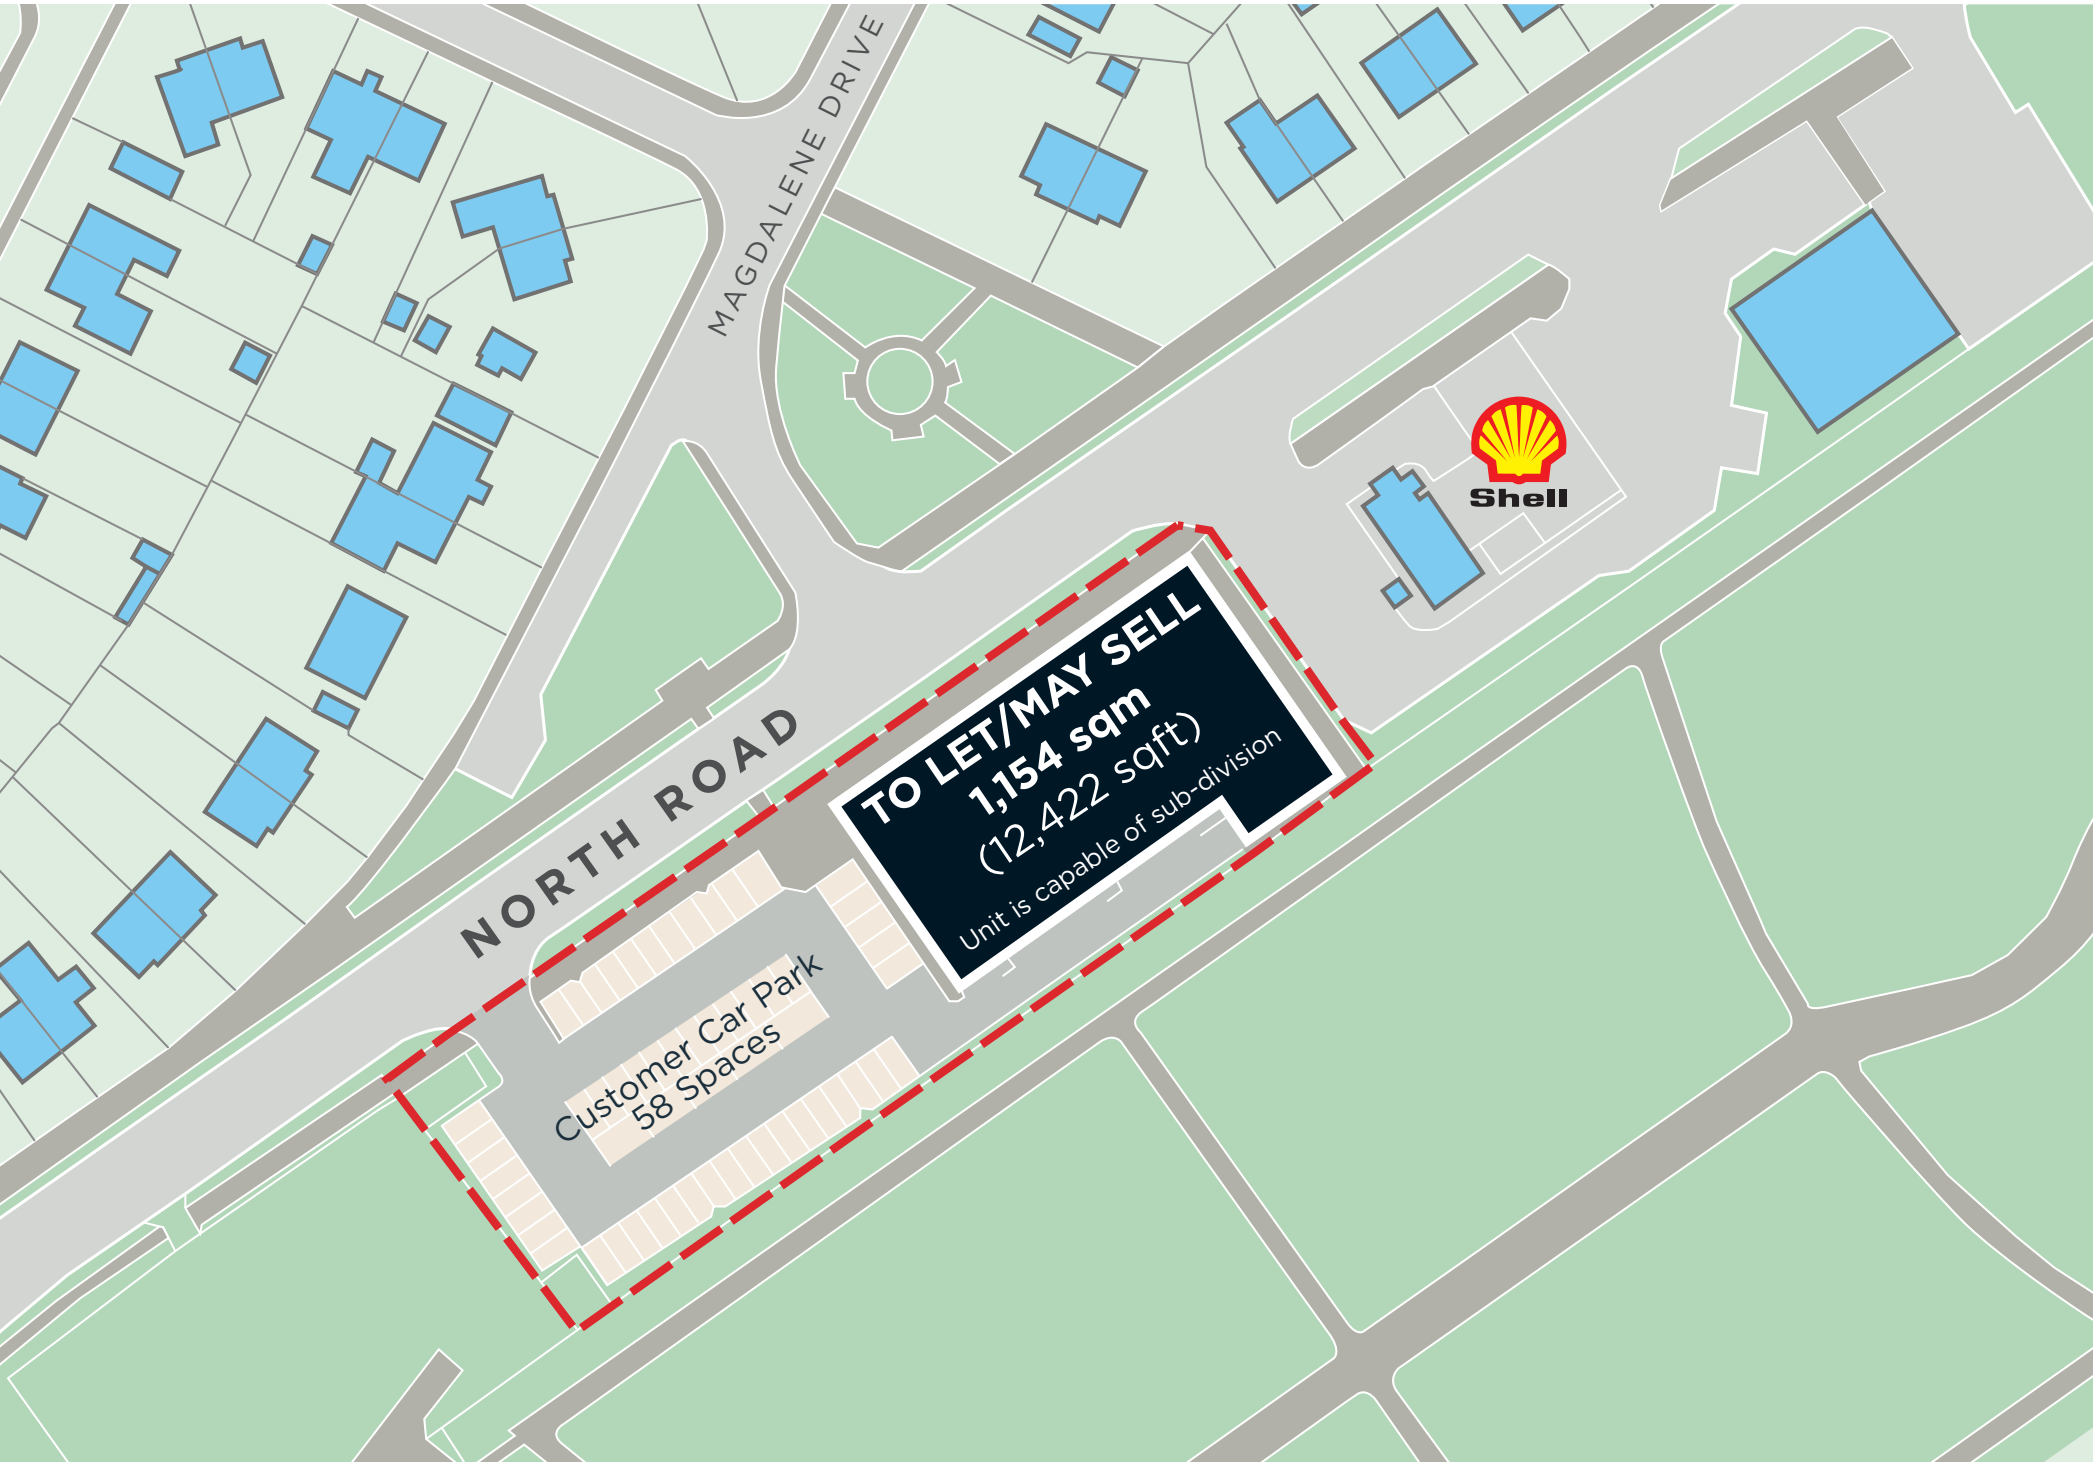 MAGDALENE DRIVE
Shell
TO LET/MAY SELL
1,154 sqm
(12,422 sqft)
Unit is capable of sub-division
NORTH ROAD
Customer Car Park
58 Spaces